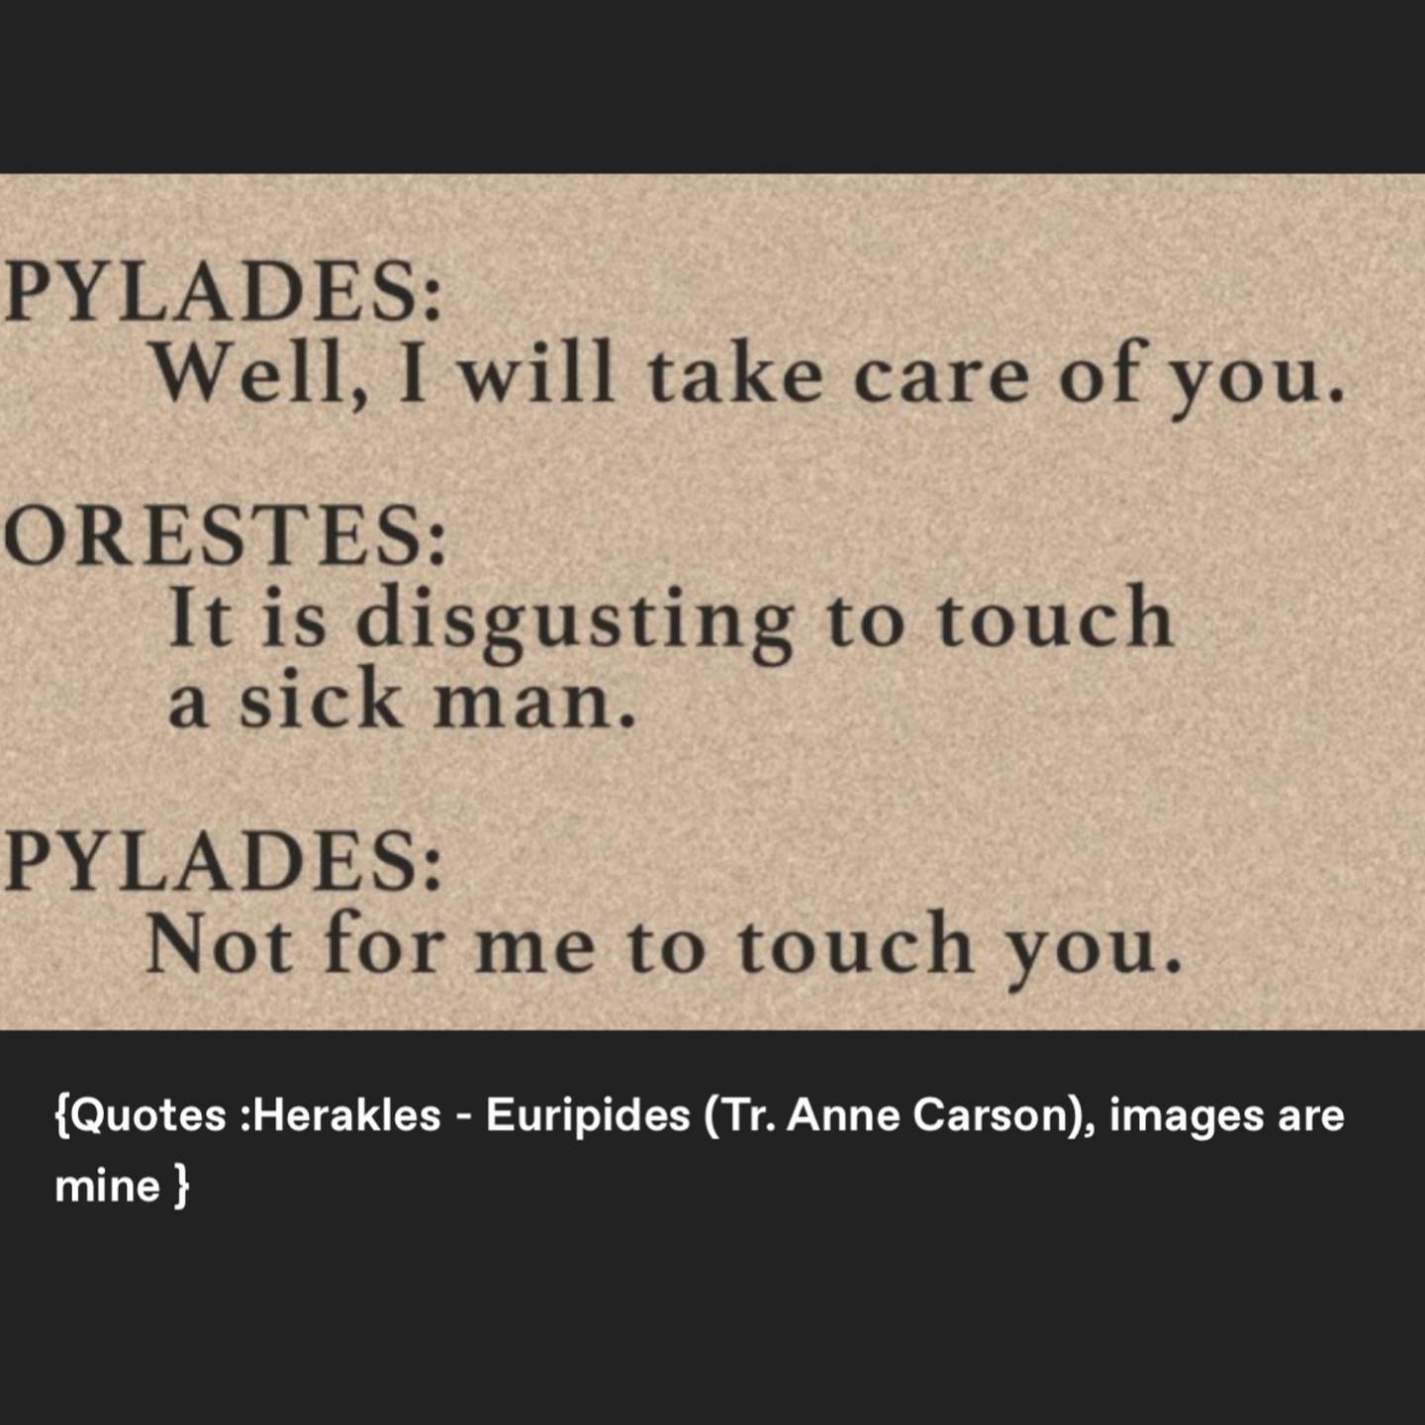 PYLADES:
Well, I will take care of you.
ORESTES:
It is disgusting to touch
a sick man.
PYLADES:
Not for me to touch you.
{Quotes :Herakles - Euripides (Tr. Anne Carson), images are
mine }